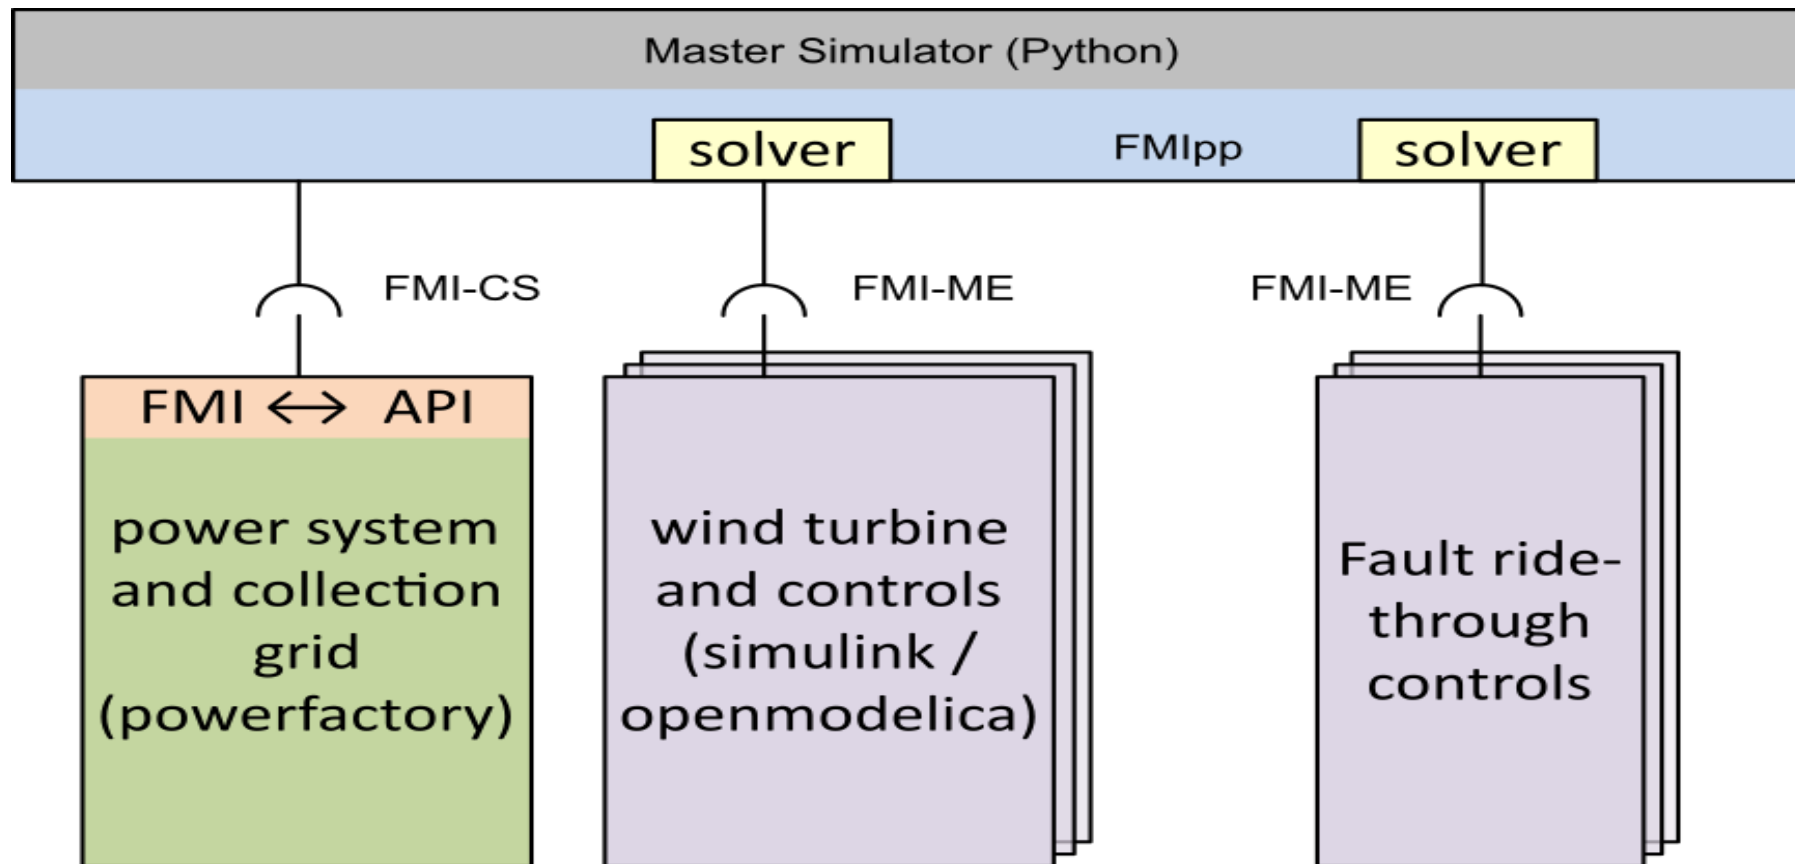 Master Simulator (Python)
solver
FMIpp
solver
FMI-CS
FMI-ME
FMI-ME
FMI ↔ API
power system
and collection
grid
(powerfactory)
wind turbine
and controls
(simulink /
openmodelica)
Fault ride-
through
controls